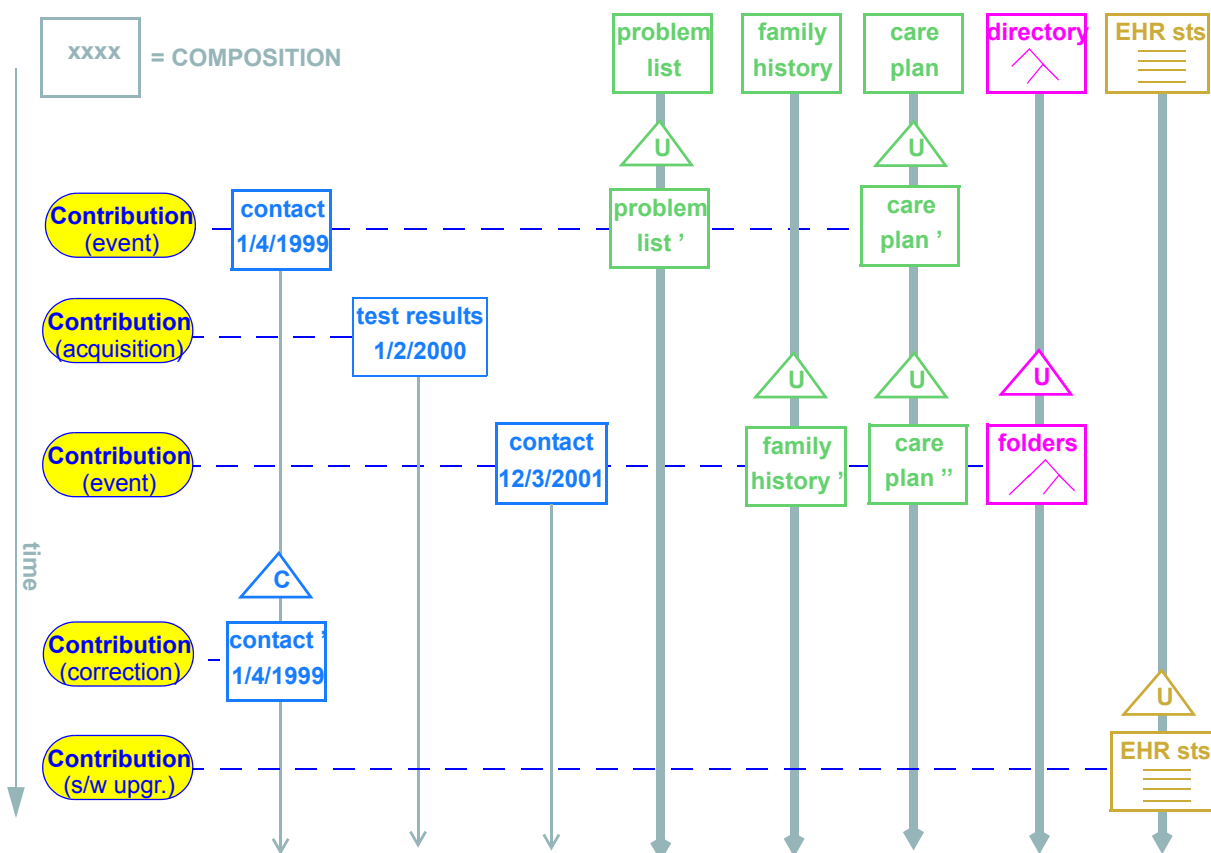 xxxx
= COMPOSITION
problem
list
family
history
care
plan
directory
EHR sts
U
U
Contribution
(event)
contact
1/4/1999
problem
list ’
care
plan ’
Contribution
(acquisition)
test results
1/2/2000
U
U
U
Contribution
(event)
contact
12/3/2001
family
history ’
care
plan ’’
folders
time
C
Contribution
(correction)
contact ’
1/4/1999
U
Contribution
(s/w upgr.)
EHR sts